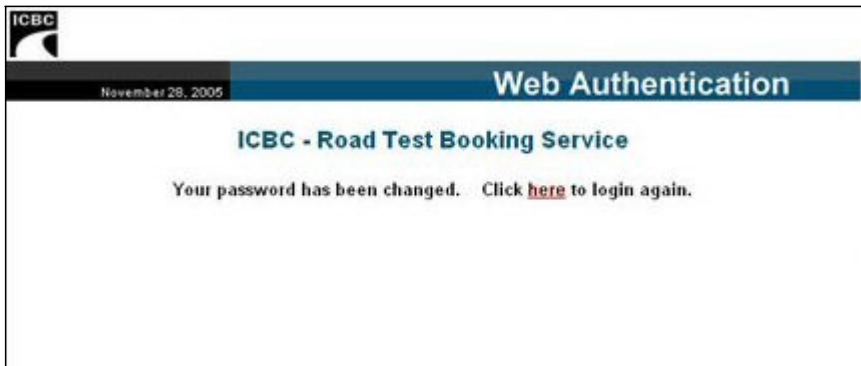 ICBC
Web Authentication
November 28, 2005
ICBC - Road Test Booking Service
Your password has been changed. Click here to login again.